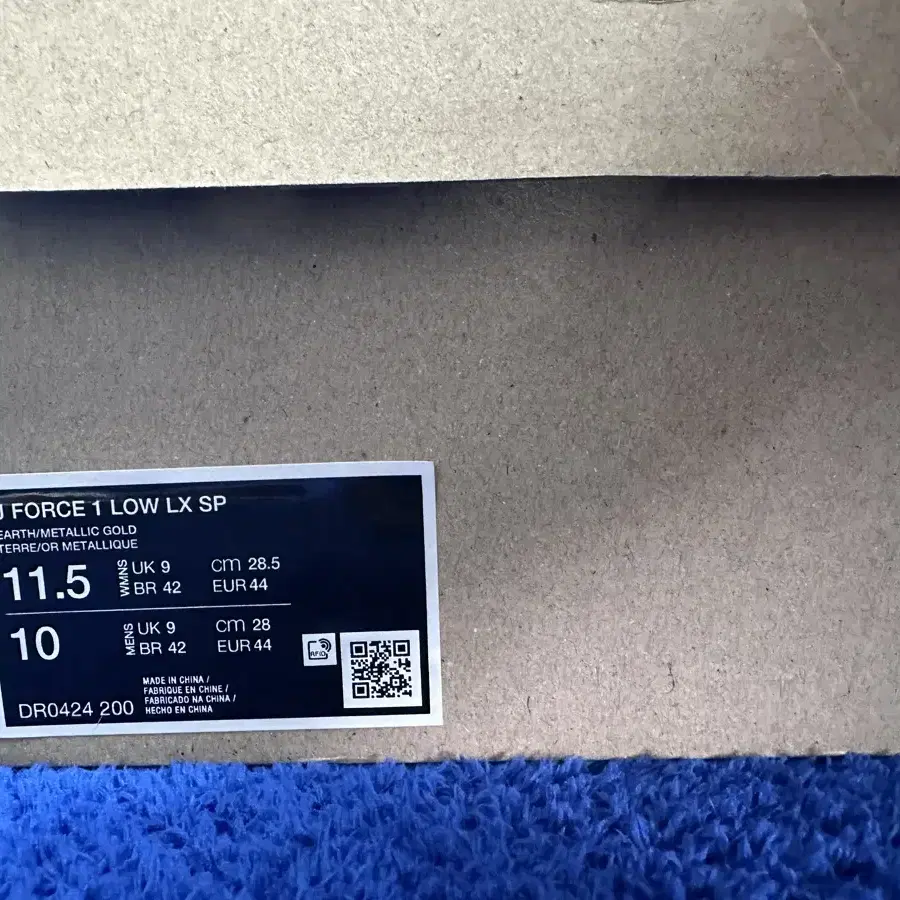 J FORCE 1 LOW LX SP
EARTH/METALLIC GOLD
TERRE/OR METALLIQUE
11.5 WMNS UK 9 cm 28.5
BR 42 EUR 44
10 MENS UK 9 cm 28
BR 42 EUR 44
RFID
MADE IN CHINA /
FABRIQUE EN CHINE /
FABRICADO NA CHINA /
HECHO EN CHINA
DR0424 200